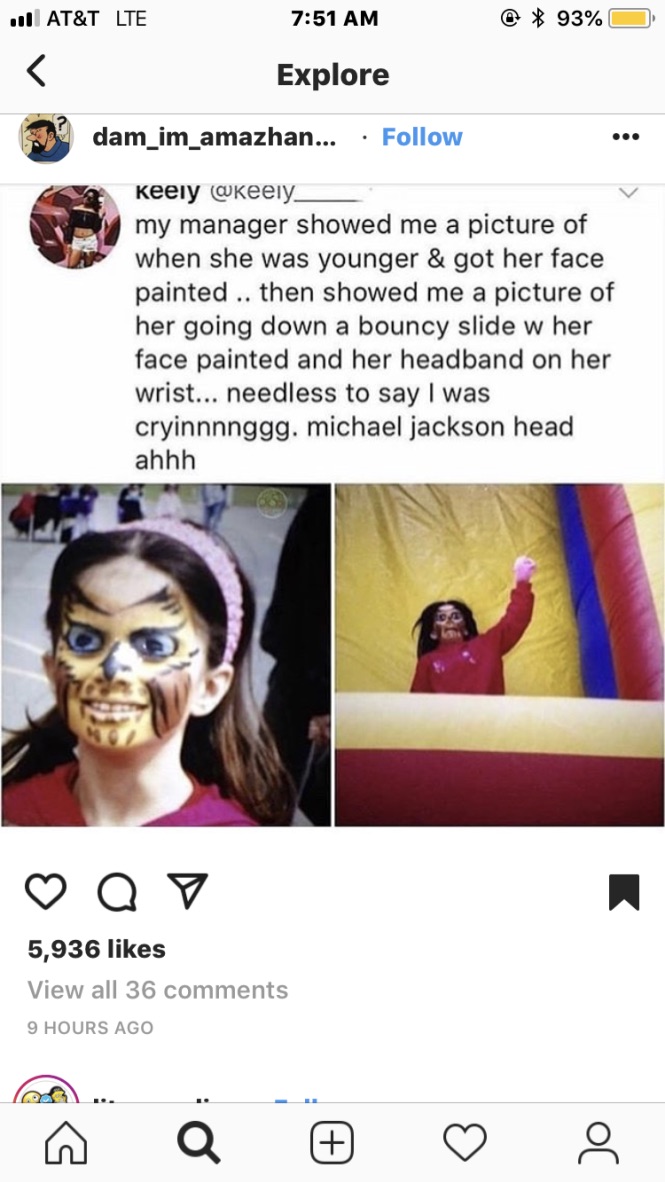 AT&T LTE 7:51 AM 93%
Explore
dam_im_amazhan... · Follow
keely @keely_____
my manager showed me a picture of
when she was younger & got her face
painted .. then showed me a picture of
her going down a bouncy slide w her
face painted and her headband on her
wrist... needless to say I was
cryinnnnggg. michael jackson head
ahhh
5,936 likes
View all 36 comments
9 HOURS AGO